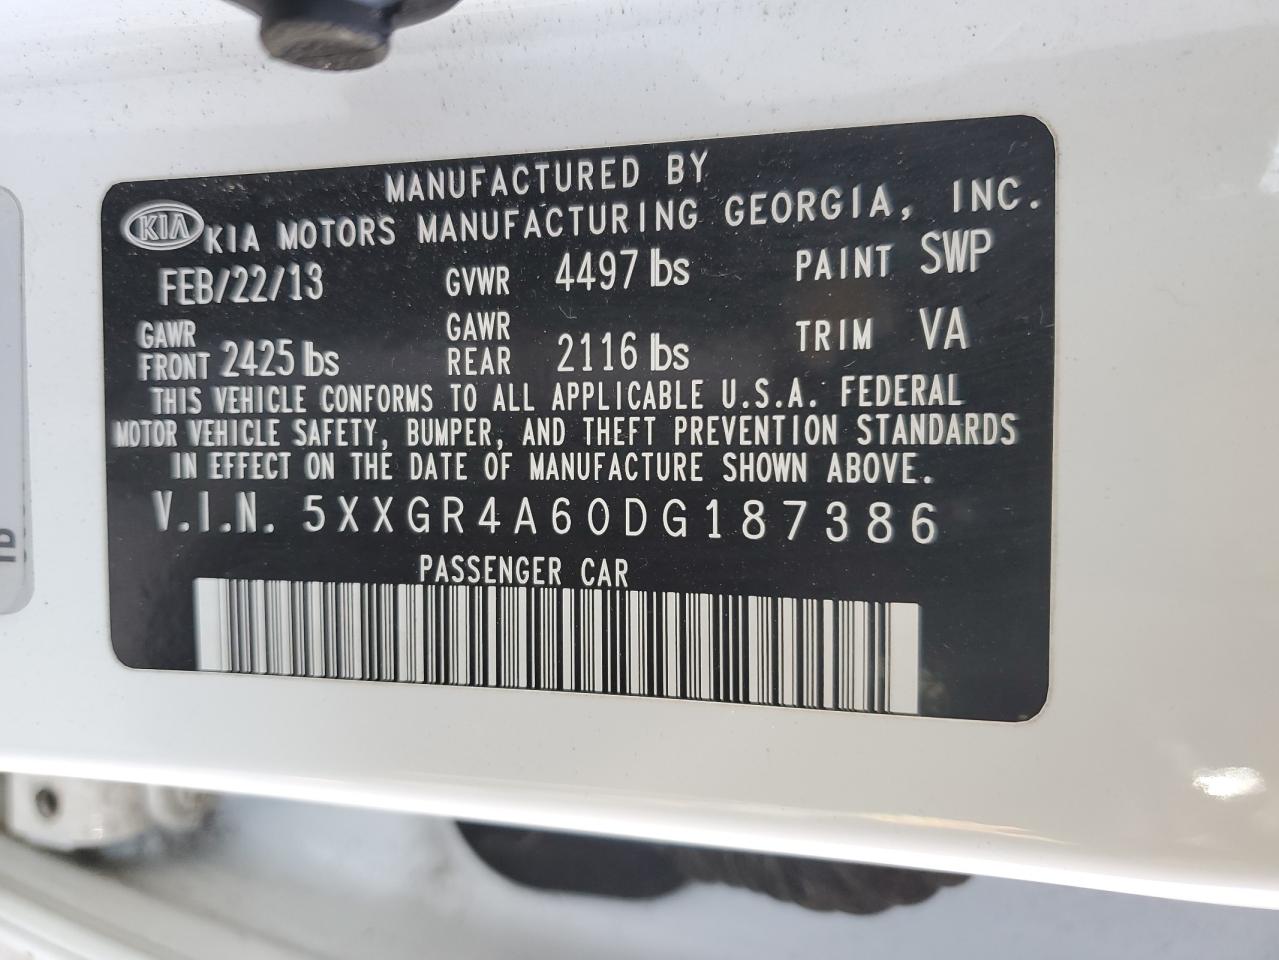 MANUFACTURED BY
KIA KIA MOTORS MANUFACTURING GEORGIA, INC.
FEB/22/13 GVWR 4497 lbs PAINT SWP
GAWR FRONT 2425 lbs GAWR REAR 2116 lbs TRIM VA
THIS VEHICLE CONFORMS TO ALL APPLICABLE U.S.A. FEDERAL
MOTOR VEHICLE SAFETY, BUMPER, AND THEFT PREVENTION STANDARDS
IN EFFECT ON THE DATE OF MANUFACTURE SHOWN ABOVE.
V.I.N. 5XXGR4A60DG187386
PASSENGER CAR